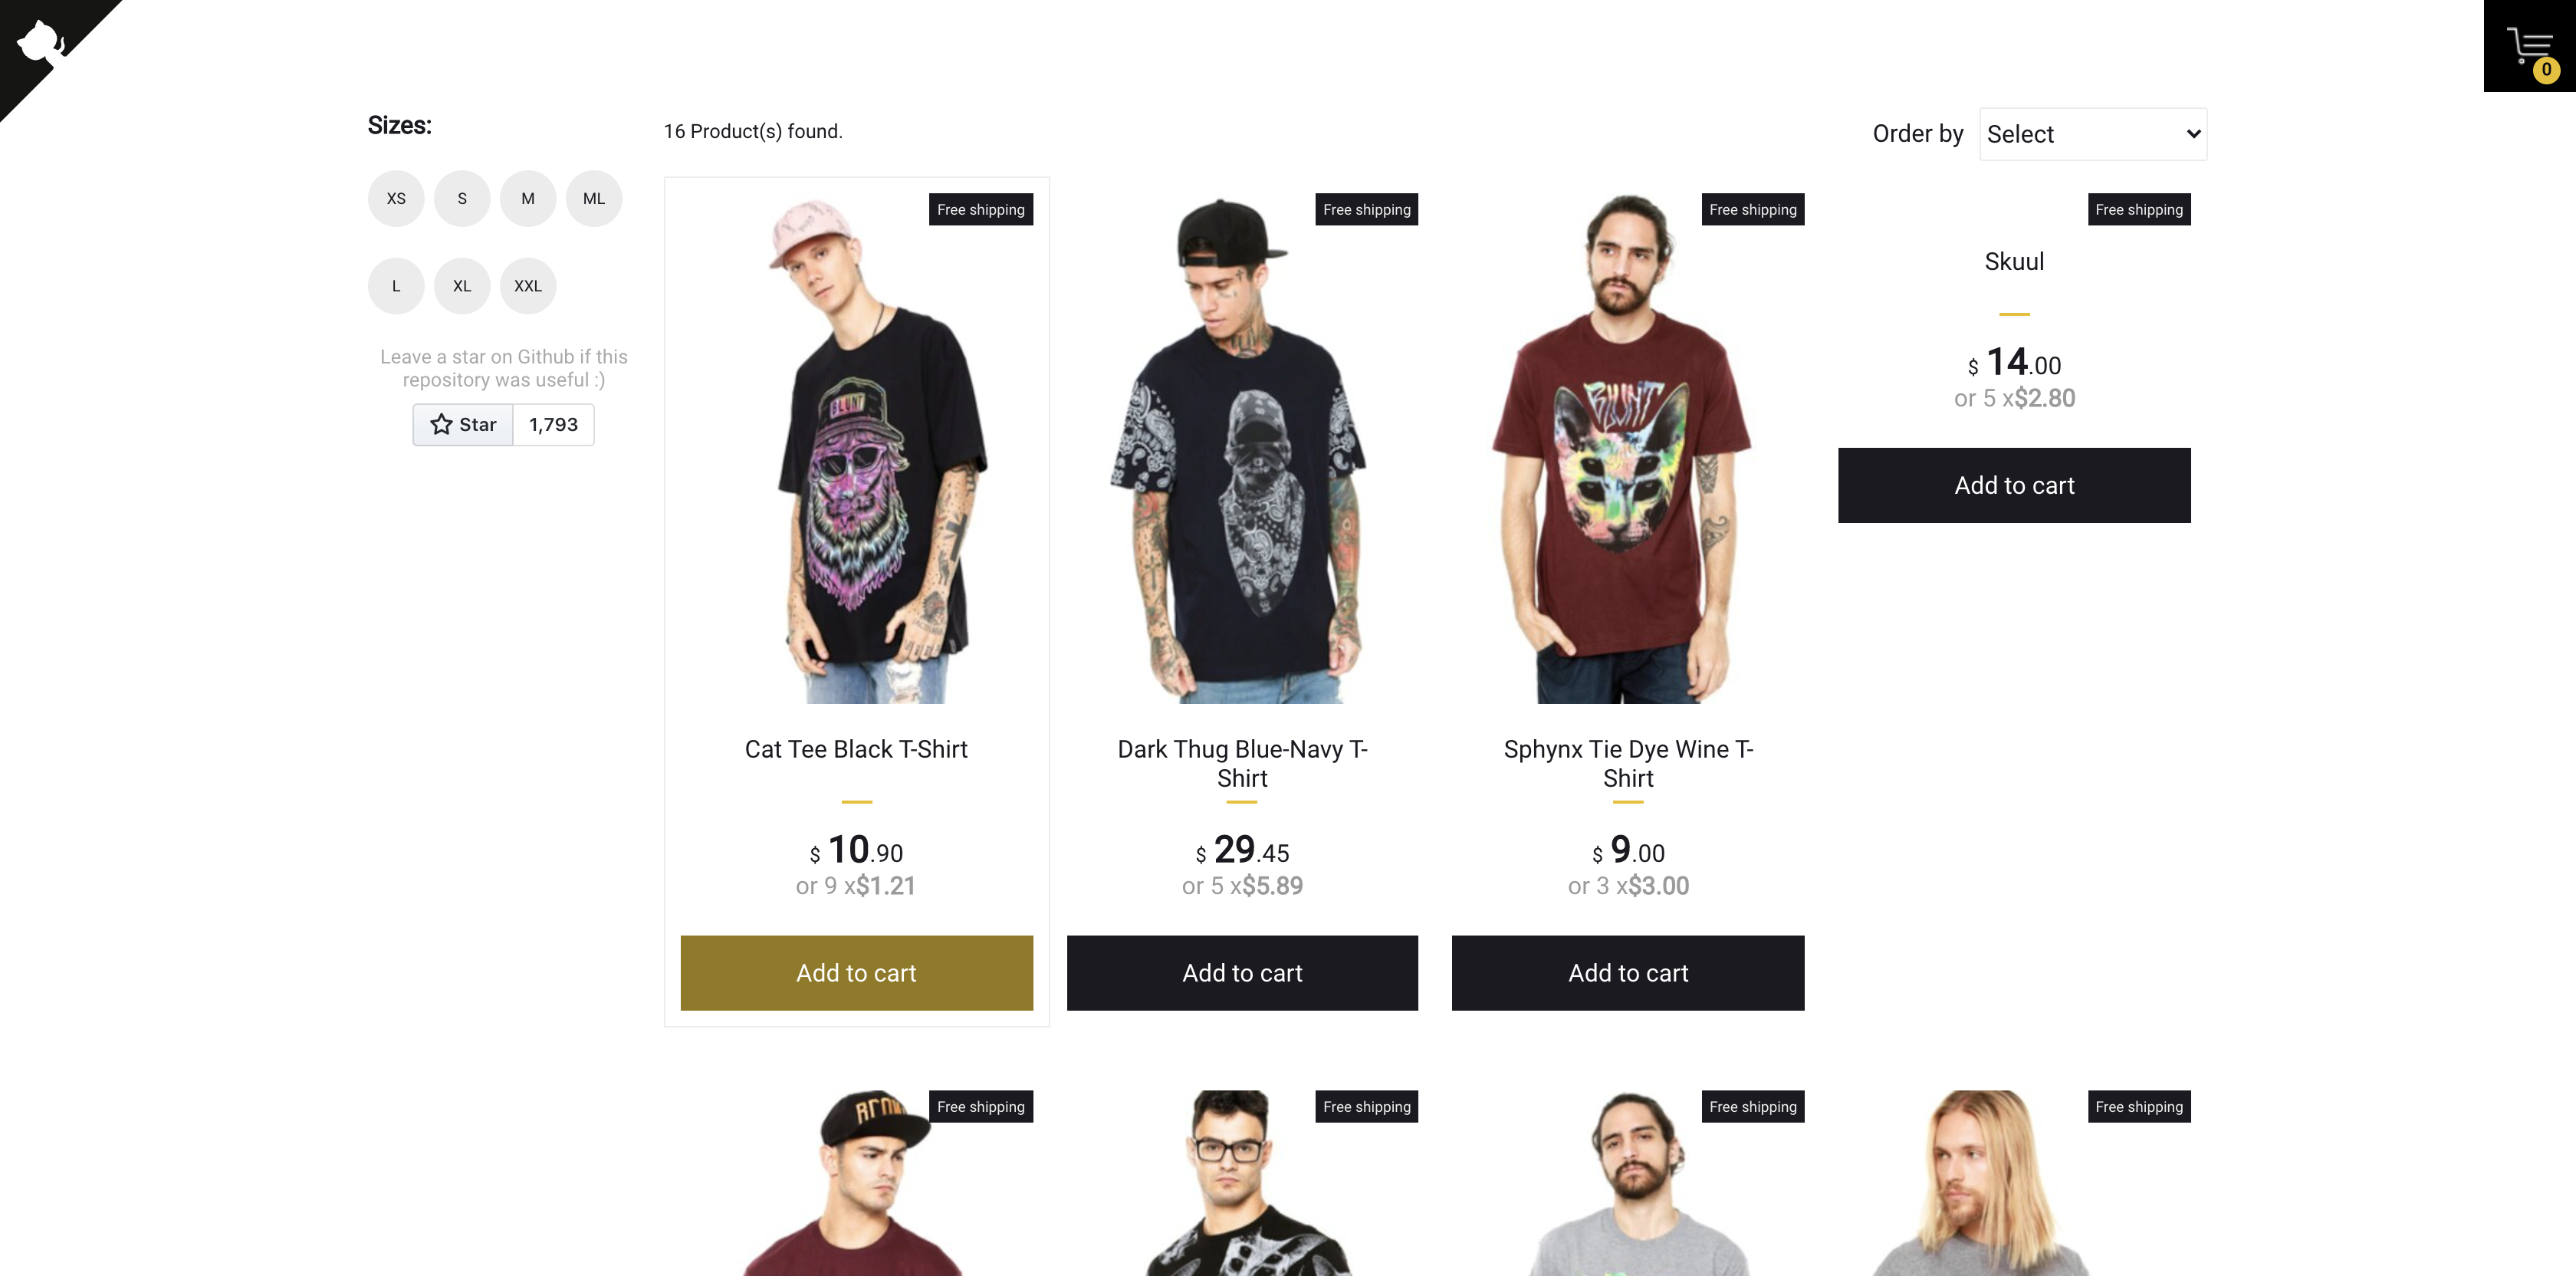 0
Sizes:
16 Product(s) found.
Order by Select
XS S M ML
L XL XXL
Leave a star on Github if this
repository was useful :)
Star 1,793
Free shipping
BLUNT
Cat Tee Black T-Shirt
$ 10.90
or 9 x$1.21
Add to cart
Free shipping
Dark Thug Blue-Navy T-
Shirt
$ 29.45
or 5 x$5.89
Add to cart
Free shipping
BLUNT
Sphynx Tie Dye Wine T-
Shirt
$ 9.00
or 3 x$3.00
Add to cart
Free shipping
Skuul
$ 14.00
or 5 x$2.80
Add to cart
Free shipping
Free shipping
Free shipping
Free shipping